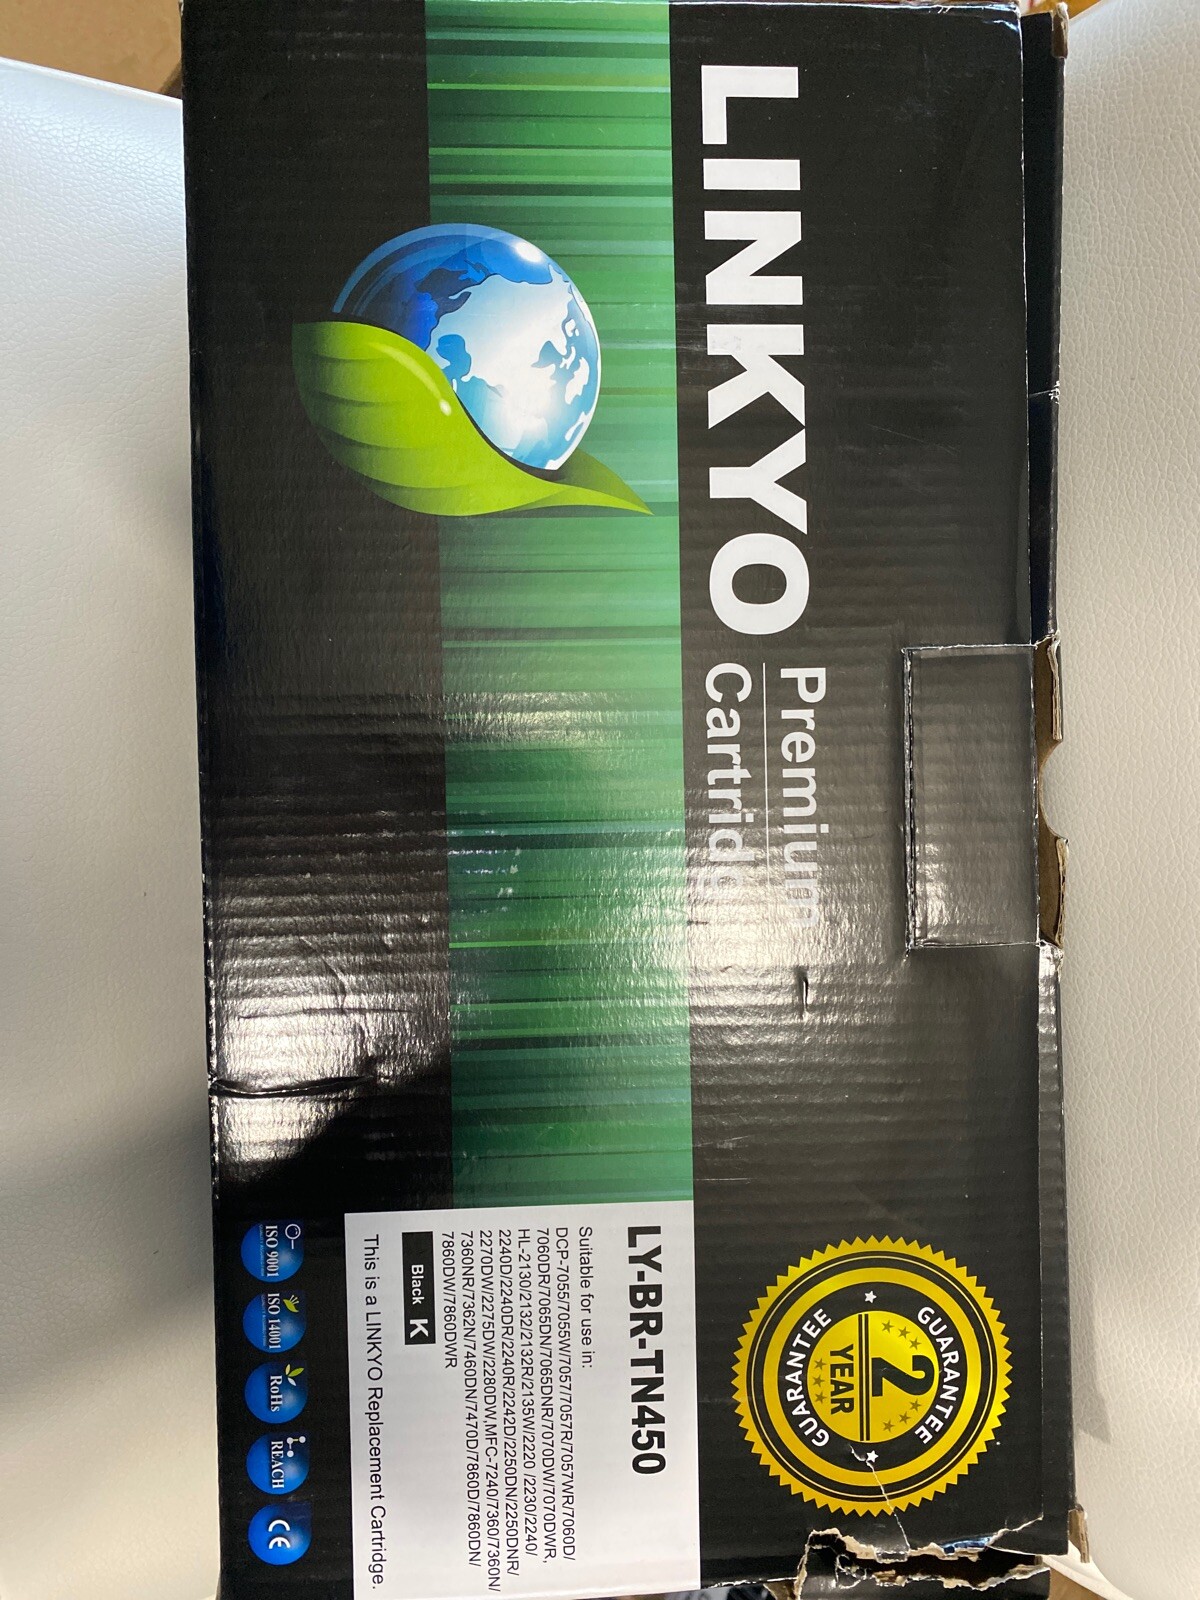 LINKYO
Premium
Cartridge
GUARANTEE
2
YEAR
GUARANTEE
LY-BR-TN450
Suitable for use in:
DCP-7055/7055W/7057/7057R/7057WR/7060D/
7060DR/7065DN/7065DNR/7070DW/7070DWR,
HL-2130/2132/2132R/2135W/2220 /2230/2240/
2240D/2240DR/2240R/2242D/2250DN/2250DNR/
2270DW/2275DW/2280DW,MFC-7240/7360/7360N/
7360NR/7362N/7460DN/7470D/7860D/7860DN/
7860DW/7860DWR
Black K
This is a LINKYO Replacement Cartridge.
ISO 9001
ISO 14001
RoHs
REACH
CE